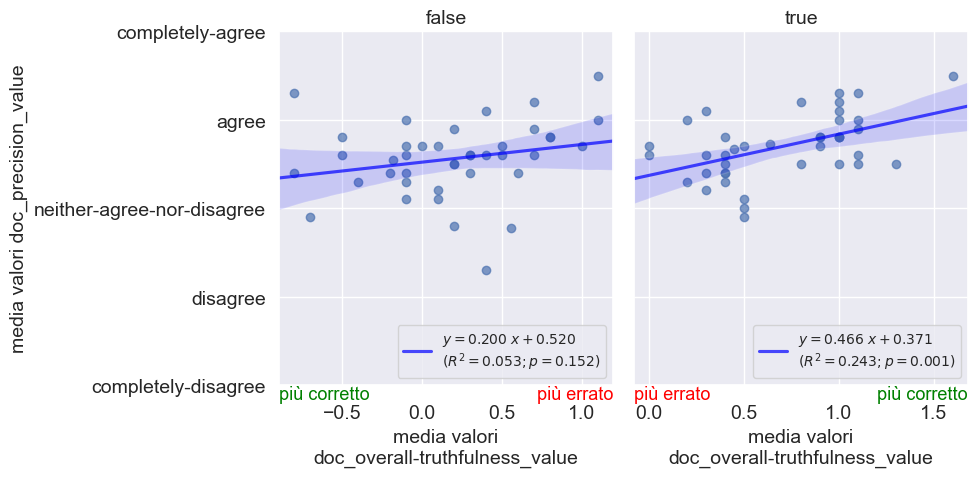 false
true
media valori doc_precision_value
completely-agree
agree
neither-agree-nor-disagree
disagree
completely-disagree
y = 0.200 x + 0.520
(R² = 0.053; p = 0.152)
y = 0.466 x + 0.371
(R² = 0.243; p = 0.001)
più corretto più errato
più errato più corretto
−0.5 0.0 0.5 1.0
0.0 0.5 1.0 1.5
media valori
doc_overall-truthfulness_value
media valori
doc_overall-truthfulness_value